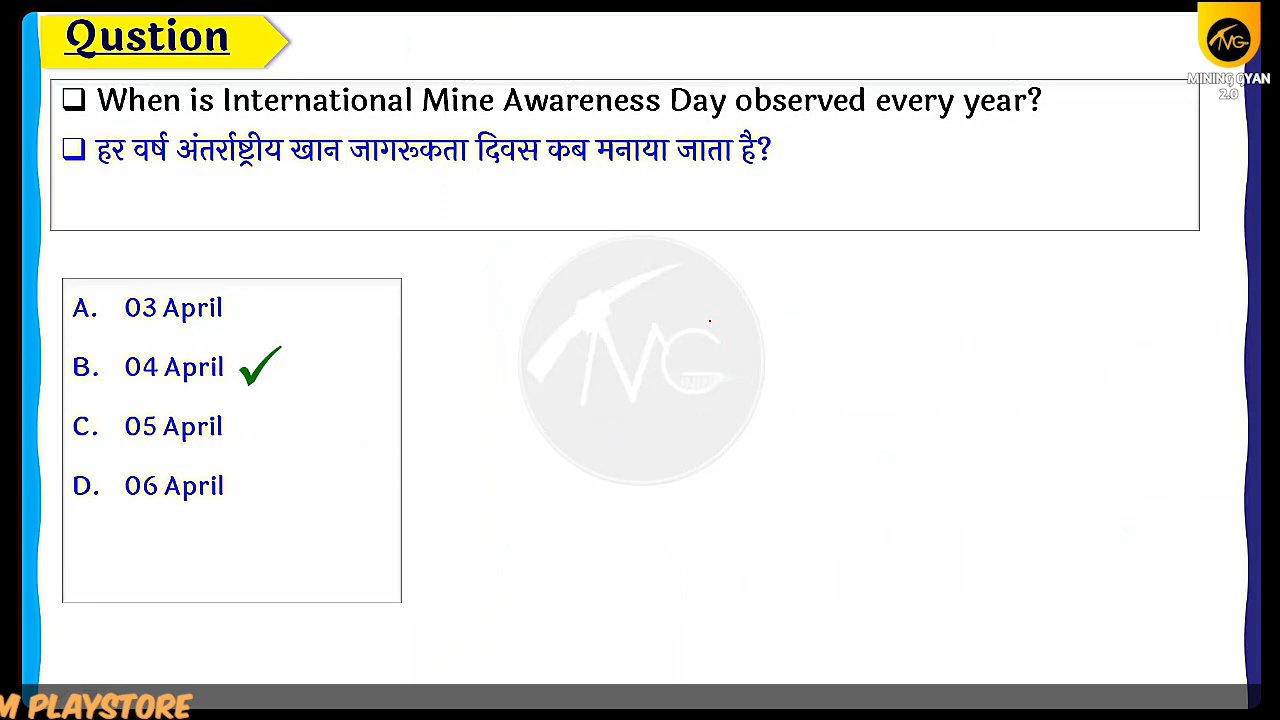 Qustion
MINING GYAN
2.0
❑ When is International Mine Awareness Day observed every year?
❑ हर वर्ष अंतर्राष्ट्रीय खान जागरूकता दिवस कब मनाया जाता है?
A. 03 April
B. 04 April ✓
C. 05 April
D. 06 April
M PLAYSTORE